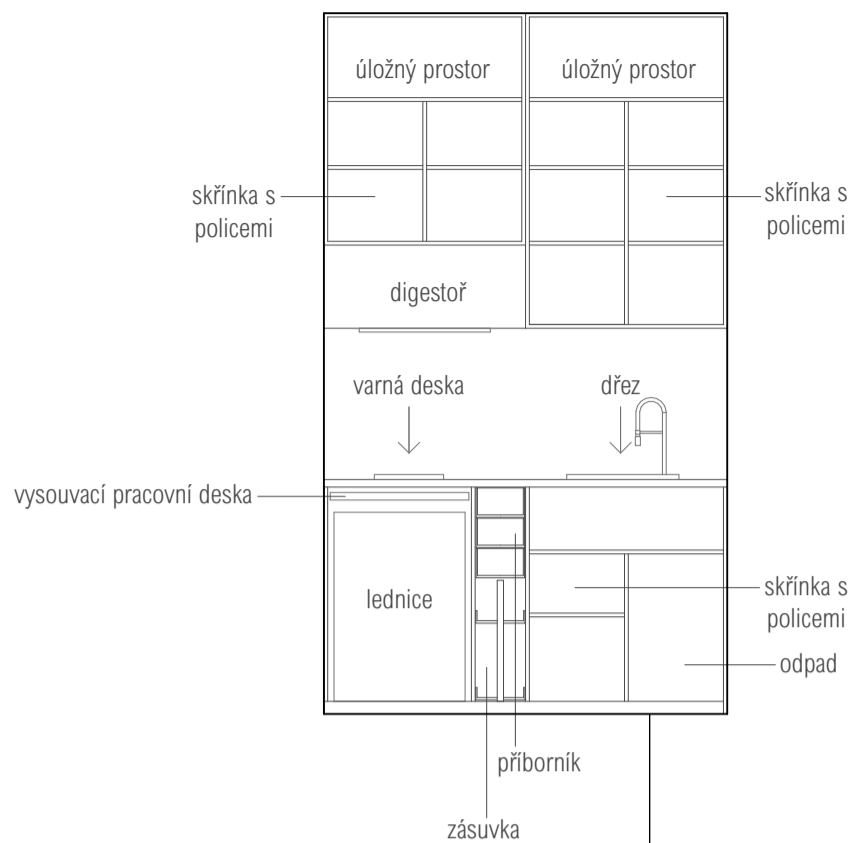 úložný prostor
úložný prostor
skřínka s
policemi
skřínka s
policemi
digestoř
varná deska
dřez
vysouvací pracovní deska
lednice
skřínka s
policemi
odpad
příborník
zásuvka